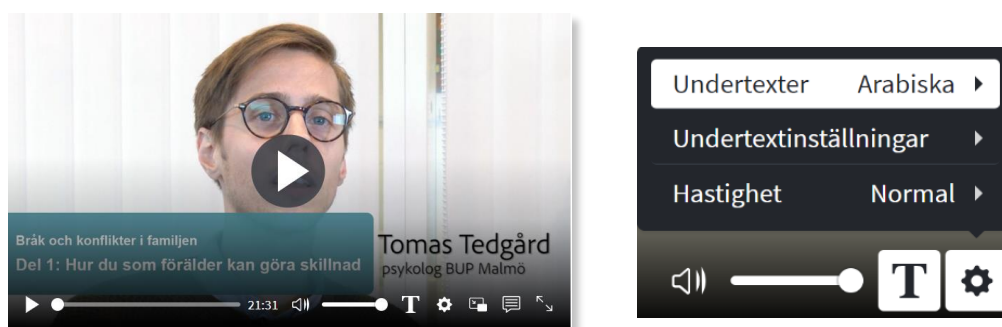 Bråk och konflikter i familjen
Del 1: Hur du som förälder kan göra skillnad
Tomas Tedgård
psykolog BUP Malmö
21:31
T
Undertexter Arabiska
Undertextinställningar
Hastighet Normal
T